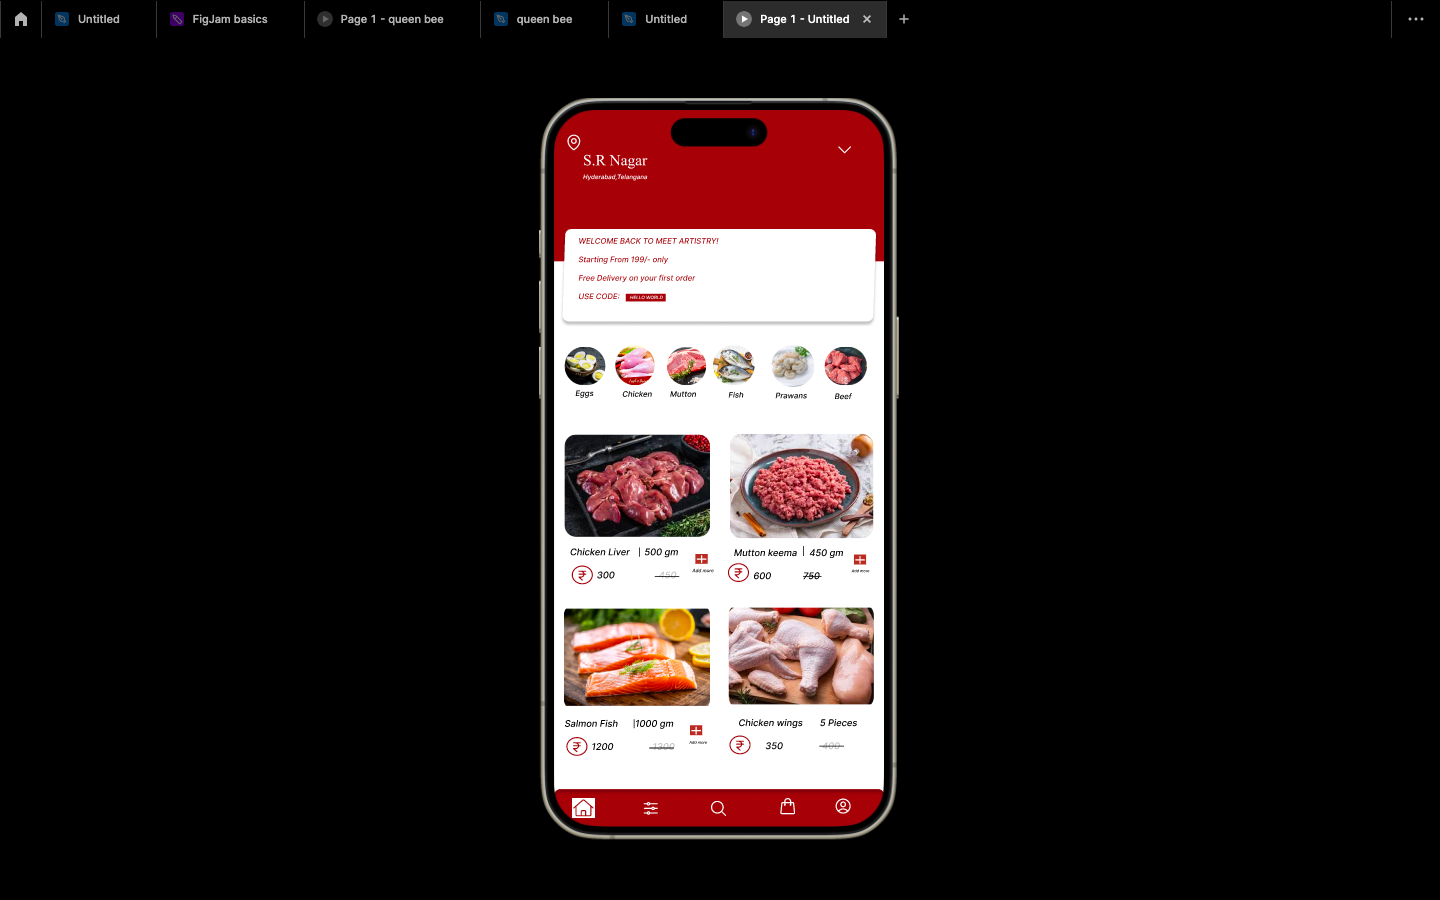 Untitled
FigJam basics
Page 1 - queen bee
queen bee
Untitled
Page 1 - Untitled
S.R Nagar
Hyderabad,Telangana
WELCOME BACK TO MEET ARTISTRY!
Starting From 199/- only
Free Delivery on your first order
USE CODE: HELLO WORLD
Eggs Chicken Mutton Fish Prawans Beef
Chicken Liver | 500 gm
Add more
₹ 300 450
Mutton keema | 450 gm
Add more
₹ 600 750
Salmon Fish |1000 gm
Add more
₹ 1200 1300
Chicken wings 5 Pieces
₹ 350 400